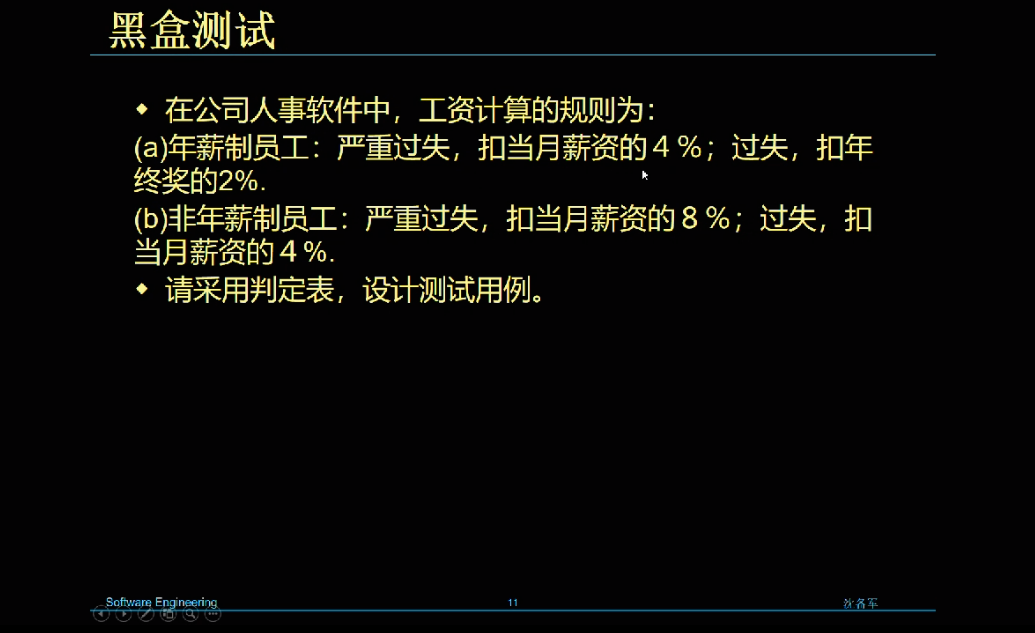 黑盒测试
在公司人事软件中，工资计算的规则为：
(a)年薪制员工：严重过失，扣当月薪资的４％；过失，扣年
终奖的2%.
(b)非年薪制员工：严重过失，扣当月薪资的８％；过失，扣
当月薪资的４%.
请采用判定表，设计测试用例。
Software Engineering
11
沈备军